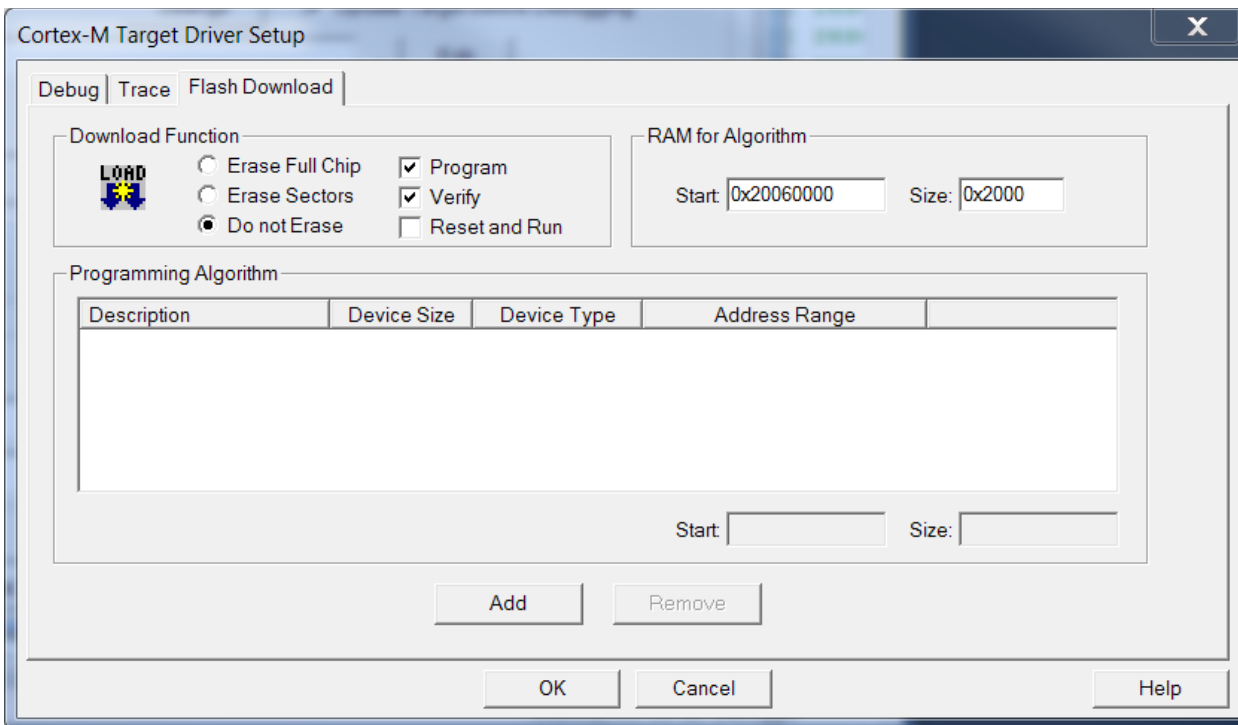 Cortex-M Target Driver Setup
X
Debug Trace Flash Download
Download Function
LOAD
Erase Full Chip
Erase Sectors
Do not Erase
Program
Verify
Reset and Run
RAM for Algorithm
Start: 0x20060000 Size: 0x2000
Programming Algorithm
Description Device Size Device Type Address Range
Start: Size:
Add Remove
OK Cancel Help